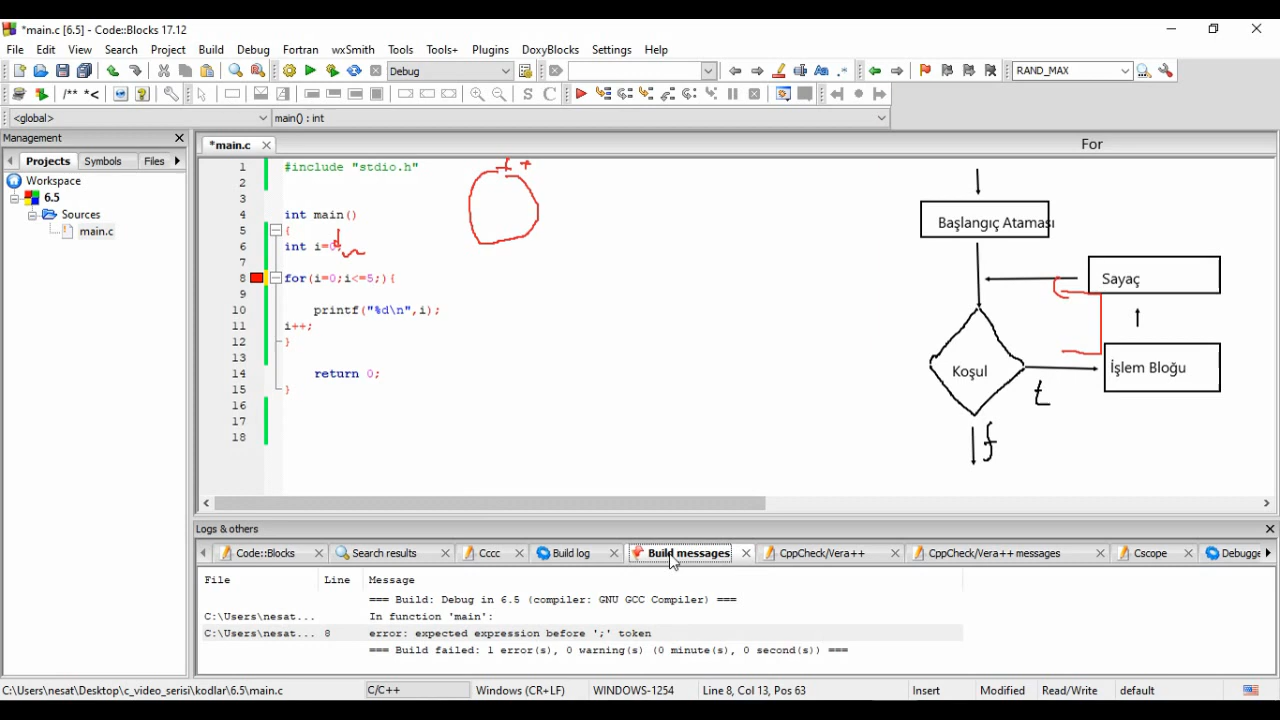 *main.c [6.5] - Code::Blocks 17.12
File Edit View Search Project Build Debug Fortran wxSmith Tools Tools+ Plugins DoxyBlocks Settings Help
Debug
RAND_MAX
/** *<
S C
<global>
main() : int
Management
Projects Symbols Files
Workspace
6.5
Sources
main.c
*main.c
1 #include "stdio.h"
2
3
4 int main()
5 {
6 int i=0;
7
8 for(i=0;i<=5;){
9
10 printf("%d\n",i);
11 i++;
12 }
13
14 return 0;
15 }
16
17
18
For
Başlangıç Ataması
Sayaç
Koşul
İşlem Bloğu
t
f
Logs & others
Code::Blocks Search results Cccc Build log Build messages CppCheck/Vera++ CppCheck/Vera++ messages Cscope Debugge
File Line Message
=== Build: Debug in 6.5 (compiler: GNU GCC Compiler) ===
C:\Users\nesat... In function 'main':
C:\Users\nesat... 8 error: expected expression before ';' token
=== Build failed: 1 error(s), 0 warning(s) (0 minute(s), 0 second(s)) ===
C:\Users\nesat\Desktop\c_video_serisi\kodlar\6.5\main.c C/C++ Windows (CR+LF) WINDOWS-1254 Line 8, Col 13, Pos 63 Insert Modified Read/Write default